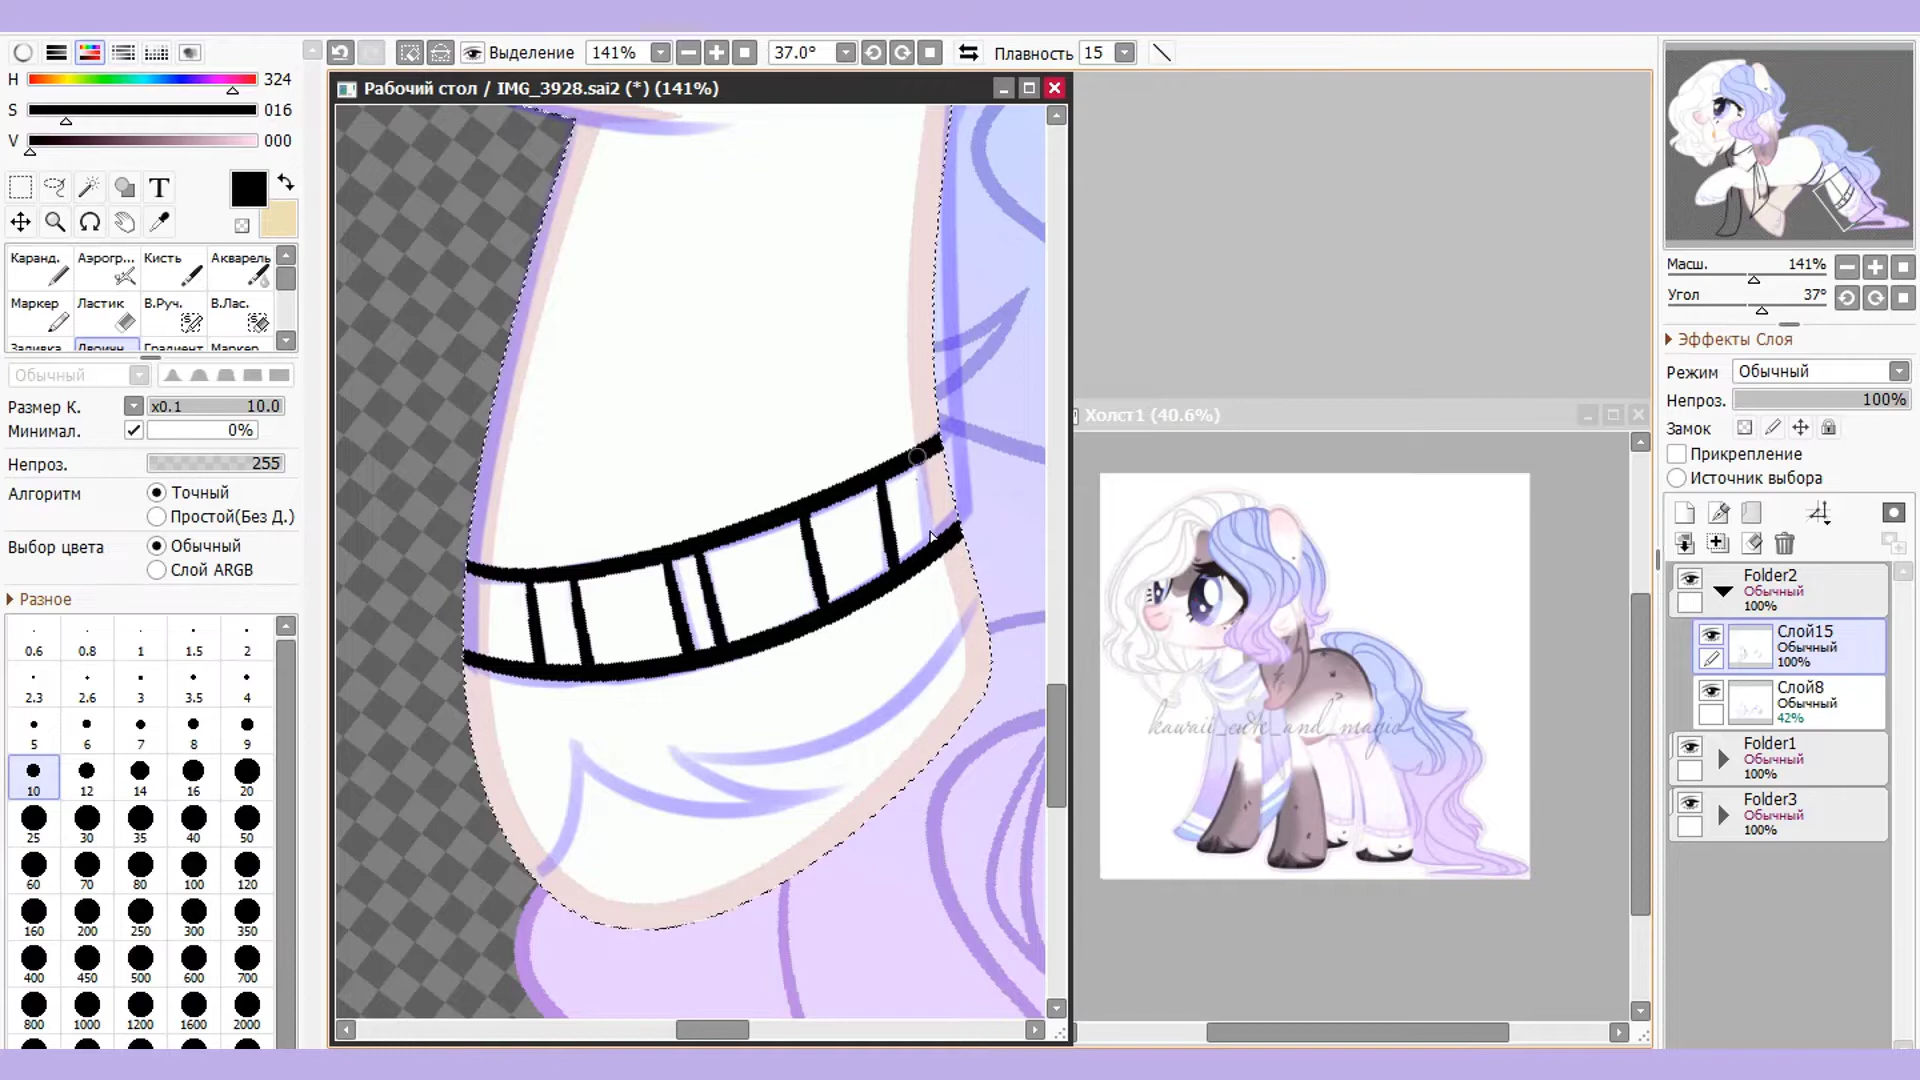 Выделение 141% 37.0° Плавность 15
H 324
S 016
V 000
T
Каранд. Аэрогр... Кисть Акварель
Маркер Ластик В.Руч. В.Лас.
Заливка Двоичн. Градиент Маркер
Обычный
Размер К. x0.1 10.0
Минимал. 0%
Непроз. 255
Алгоритм Точный
Простой(Без Д.)
Выбор цвета Обычный
Слой ARGB
Разное
0.6 0.8 1 1.5 2
2.3 2.6 3 3.5 4
5 6 7 8 9
10 12 14 16 20
25 30 35 40 50
60 70 80 100 120
160 200 250 300 350
400 450 500 600 700
800 1000 1200 1600 2000
Рабочий стол / IMG_3928.sai2 (*) (141%)
Холст1 (40.6%)
kawaii_cute_and_magic
Масш. 141%
Угол 37°
Эффекты Слоя
Режим Обычный
Непроз. 100%
Замок
Прикрепление
Источник выбора
Folder2
Обычный
100%
Слой15
Обычный
100%
Слой8
Обычный
42%
Folder1
Обычный
100%
Folder3
Обычный
100%